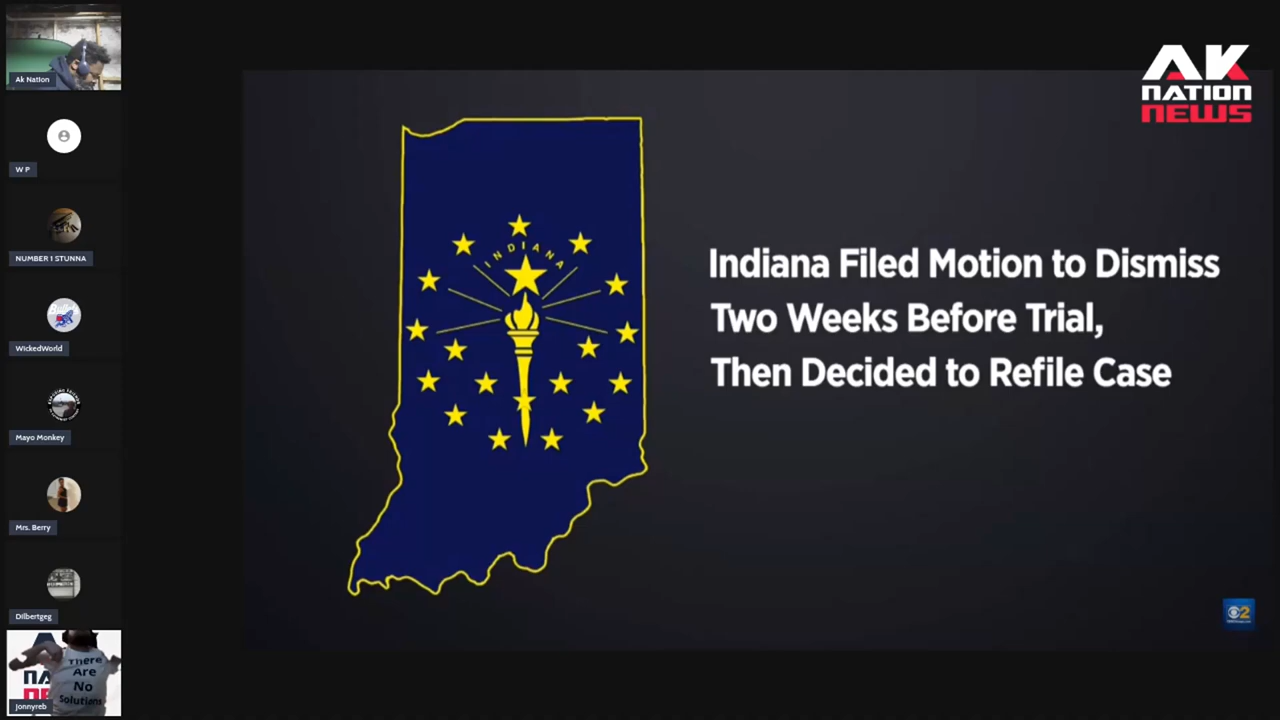 Ak Nation
W P
NUMBER 1 STUNNA
WickedWorld
Mayo Monkey
Mrs. Berry
Dilbertgeg
There
Are
No
Solutions
jonnyreb
INDIANA
Indiana Filed Motion to Dismiss
Two Weeks Before Trial,
Then Decided to Refile Case
AK
NATION
NEWS
2